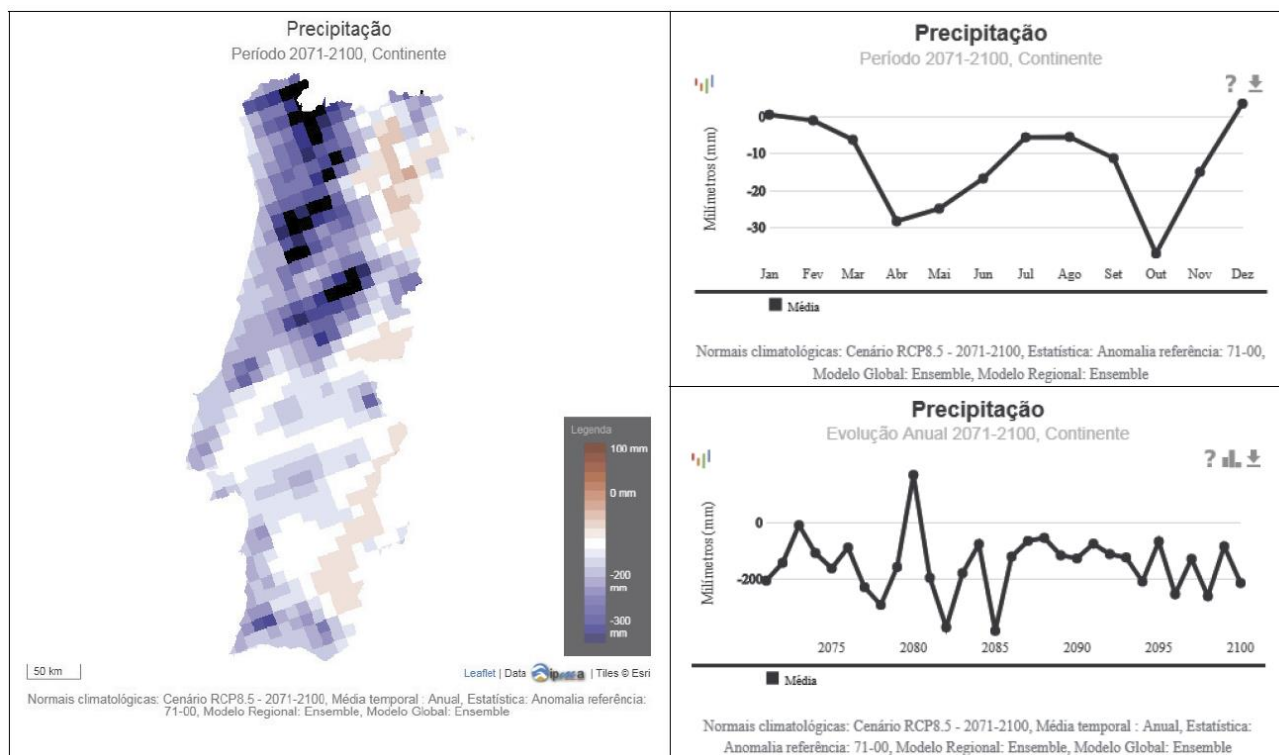 Precipitação
Período 2071-2100, Continente
Legenda
100 mm
0 mm
-200
mm
-300
mm
50 km
Leaflet | Data ipma | Tiles © Esri
Normais climatológicas: Cenário RCP8.5 - 2071-2100, Média temporal : Anual, Estatística: Anomalia referência:
71-00, Modelo Regional: Ensemble, Modelo Global: Ensemble
Precipitação
Período 2071-2100, Continente
?
Milímetros (mm)
0
-10
-20
-30
Jan Fev Mar Abr Mai Jun Jul Ago Set Out Nov Dez
Média
Normais climatológicas: Cenário RCP8.5 - 2071-2100, Estatística: Anomalia referência: 71-00,
Modelo Global: Ensemble, Modelo Regional: Ensemble
Precipitação
Evolução Anual 2071-2100, Continente
?
Milímetros (mm)
0
-200
2075 2080 2085 2090 2095 2100
Média
Normais climatológicas: Cenário RCP8.5 - 2071-2100, Média temporal : Anual, Estatística:
Anomalia referência: 71-00, Modelo Regional: Ensemble, Modelo Global: Ensemble